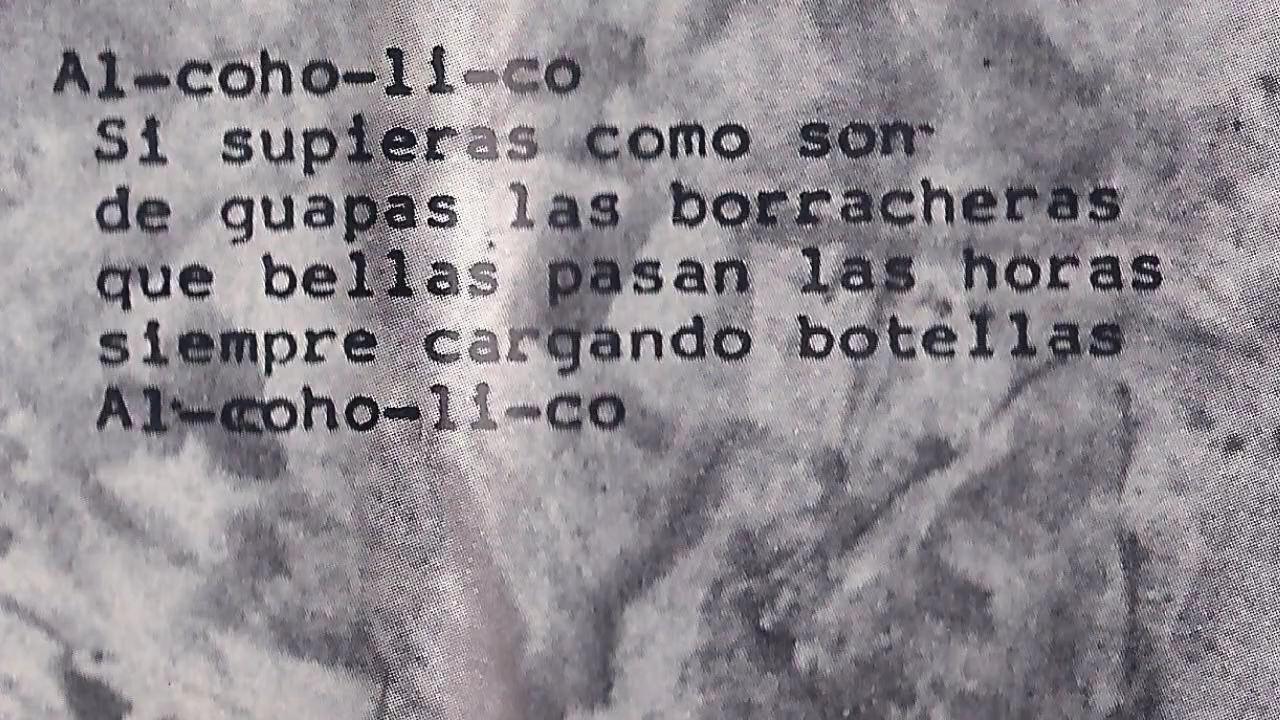 Al-coho-li-co
Si supieras como son
de guapas las borracheras
que bellas pasan las horas
siempre cargando botellas
Al-coho-li-co